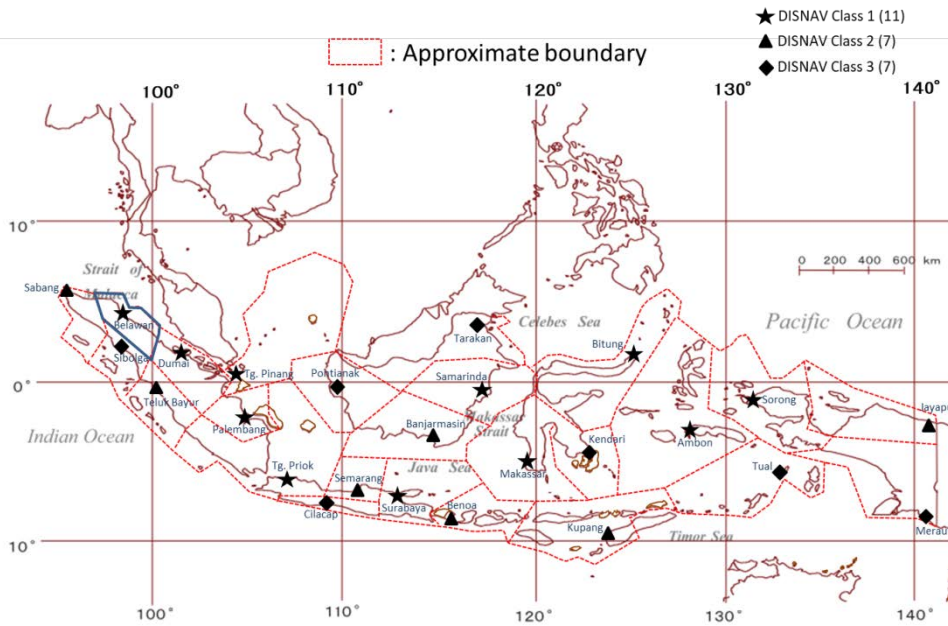 DISNAV Class 1 (11)
DISNAV Class 2 (7)
DISNAV Class 3 (7)
: Approximate boundary
100° 110° 120° 130° 140°
10°
0 200 400 600 km
Strait of
Malacca
Sabang
Belawan
Sibolga
Dumai
Tarakan
Celebes Sea
Pacific Ocean
Bitung
0°
Tg. Pinang
Pontianak
Samarinda
Sorong
Teluk Bayur
Palembang
Banjarmasin
Makassar
Strait
Ambon
Jayapu
Indian Ocean
Kendari
Tg. Priok
Semarang
Java Sea
Makassar
Tual
Surabaya
Benoa
Cilacap
Kupang
Timor Sea
Merau
10°
100° 110° 120° 130° 140°